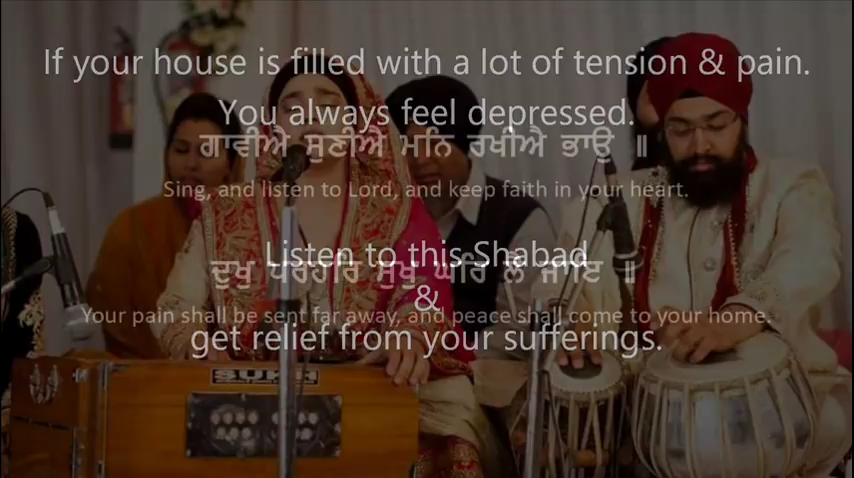 If your house is filled with a lot of tension & pain.
You always feel depressed.
ਗਾਵੀਐ ਸੁਣੀਐ ਮਨਿ ਰਖੀਐ ਭਾਉ ॥
Sing, and listen to Lord, and keep faith in your heart.
Listen to this Shabad
ਦੁਖੁ ਪਰਹਰਿ ਸੁਖੁ ਘਰਿ ਲੈ ਜਾਇ ॥
&
Your pain shall be sent far away, and peace shall come to your home.
get relief from your sufferings.
SUKH